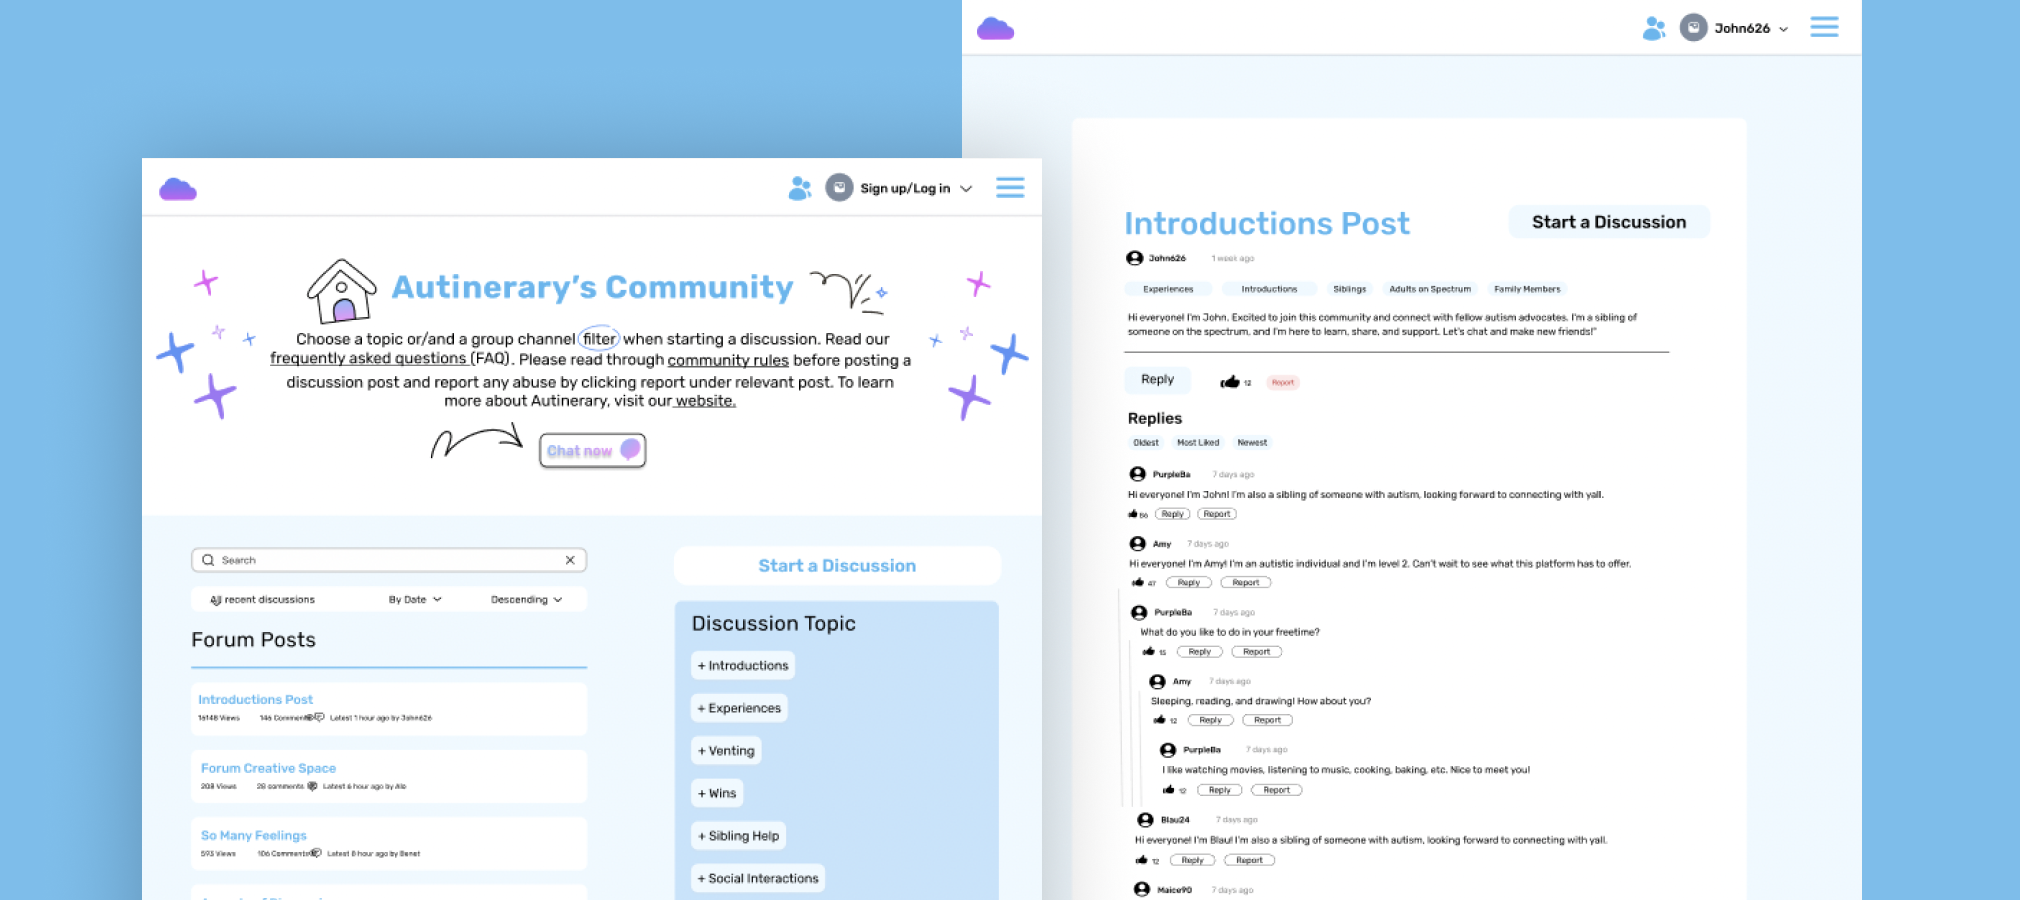 Sign up/Log in
Autinerary's Community
Choose a topic or/and a group channel filter when starting a discussion. Read our
frequently asked questions (FAQ). Please read through community rules before posting a
discussion post and report any abuse by clicking report under relevant post. To learn
more about Autinerary, visit our website.
Chat now
Search
All recent discussions
By Date
Descending
Forum Posts
Introductions Post
16148 Views
146 Comments
Latest 1 hour ago by John626
Forum Creative Space
203 Views
28 comments
Latest 6 hour ago by Alo
So Many Feelings
593 Views
106 Comments
Latest 8 hour ago by Benet
Start a Discussion
Discussion Topic
+ Introductions
+ Experiences
+ Venting
+ Wins
+ Sibling Help
+ Social Interactions
John626
Introductions Post
Start a Discussion
John626
1 week ago
Experiences
Introductions
Siblings
Adults on Spectrum
Family Members
Hi everyone! I'm John. Excited to join this community and connect with fellow autism advocates. I'm a sibling of
someone on the spectrum, and I'm here to learn, share, and support. Let's chat and make new friends!"
Reply
12
Report
Replies
Oldest
Most Liked
Newest
PurpleBa
7 days ago
Hi everyone! I'm John! I'm also a sibling of someone with autism, looking forward to connecting with yall.
86
Reply
Report
Amy
7 days ago
Hi everyone! I'm Amy! I'm an autistic individual and I'm level 2. Can't wait to see what this platform has to offer.
47
Reply
Report
PurpleBa
7 days ago
What do you like to do in your freetime?
15
Reply
Report
Amy
7 days ago
Sleeping, reading, and drawing! How about you?
12
Reply
Report
PurpleBa
7 days ago
I like watching movies, listening to music, cooking, baking, etc. Nice to meet you!
12
Reply
Report
Blau24
7 days ago
Hi everyone! I'm Blau! I'm also a sibling of someone with autism, looking forward to connecting with yall.
12
Reply
Report
Maice90
7 days ago